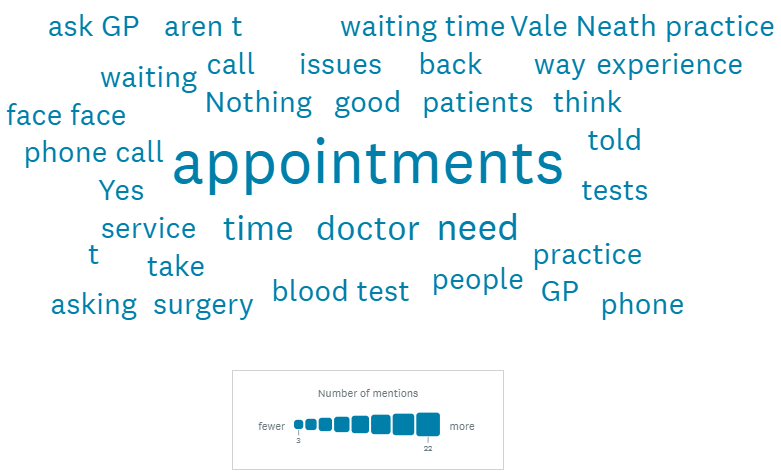 ask GP aren t waiting time Vale Neath practice
waiting call issues back way experience
face face Nothing good patients think
phone call appointments told
Yes tests
service time doctor need
t take practice
asking surgery blood test people GP phone
Number of mentions
fewer more
3 22